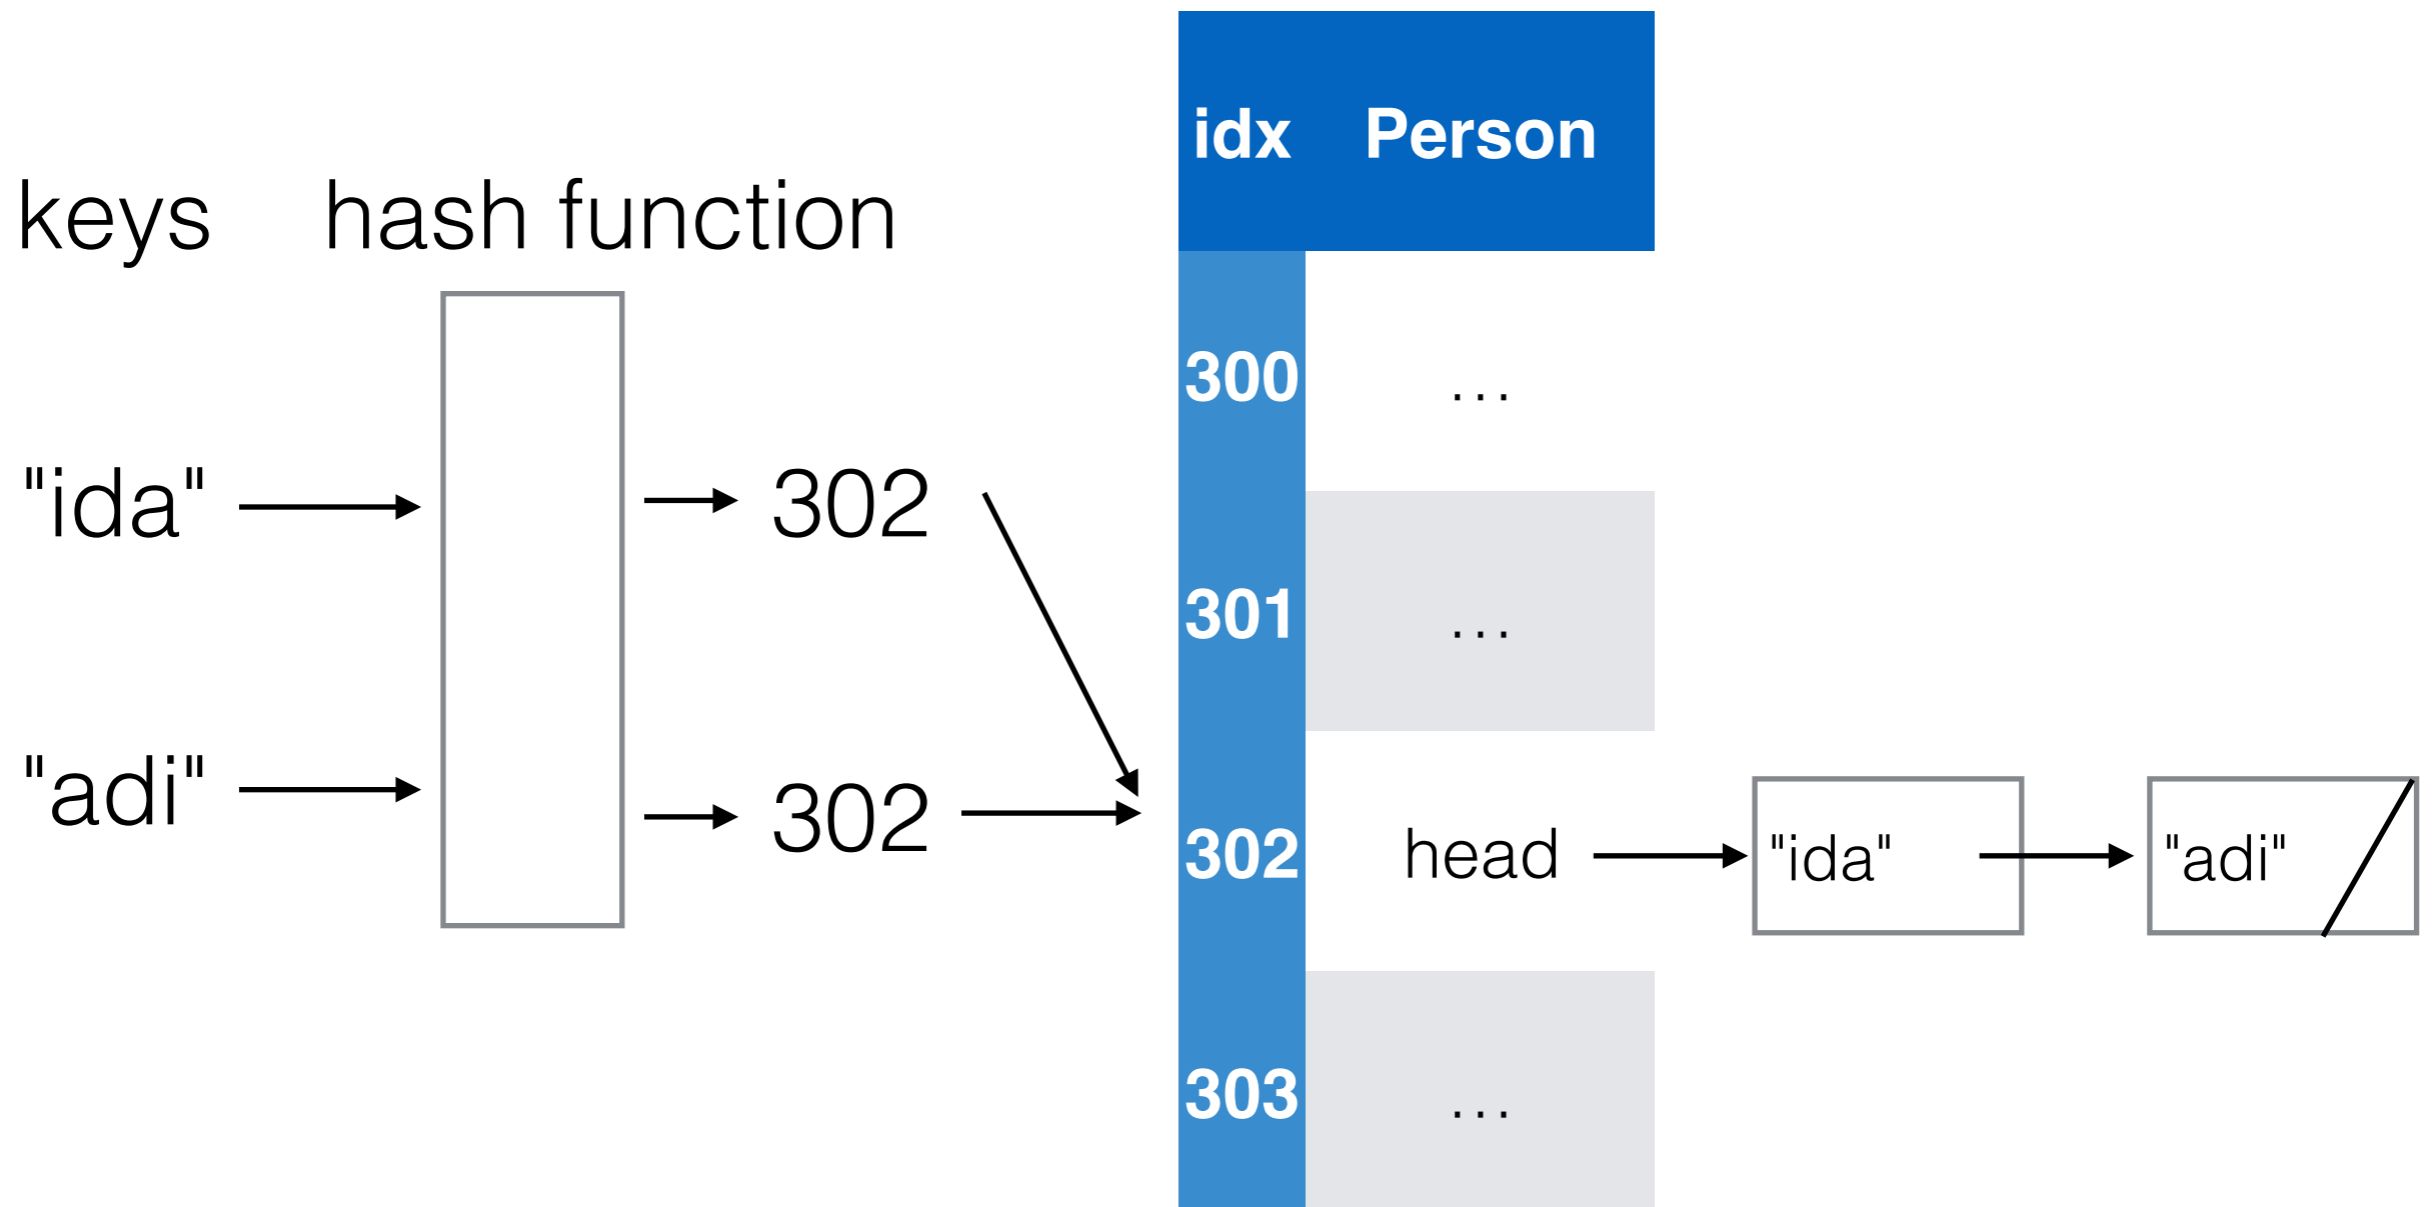 idx Person
keys hash function
300 ...
"ida" 302
301 ...
"adi" 302
302 head "ida" "adi"
303 ...